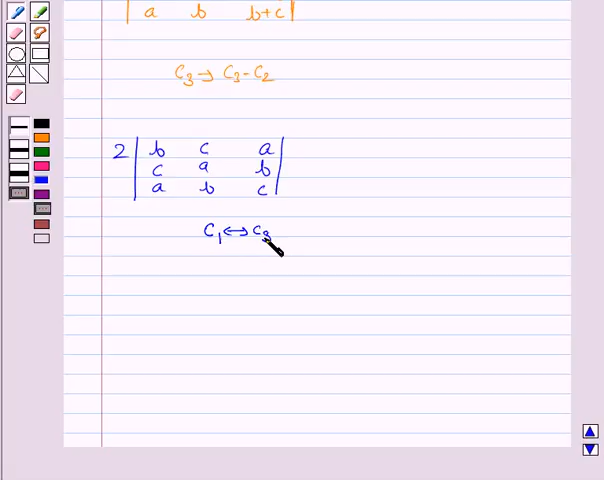 | a b b+c |
C₃ → C₃-C₂
2 | b c a |
| c a b |
| a b c |
C₁ ↔ C₃